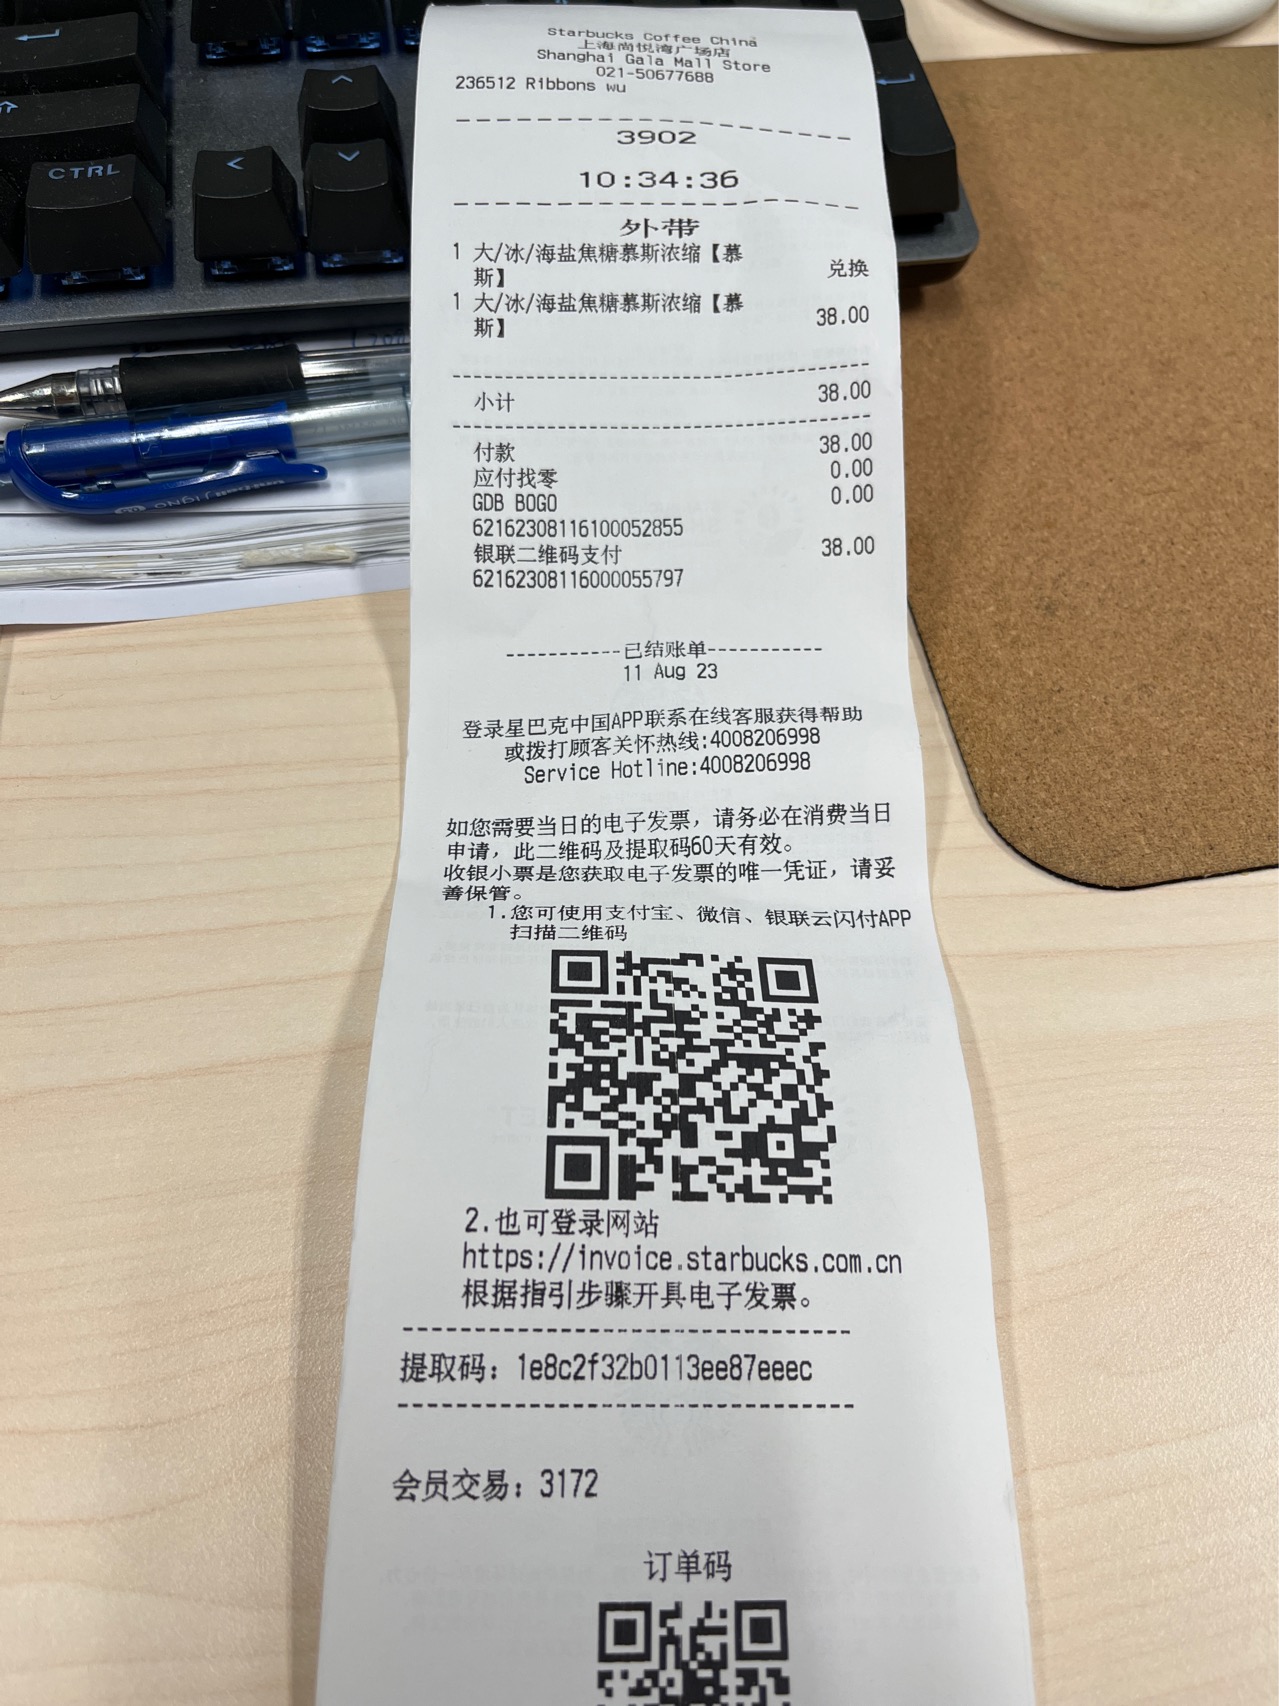 Starbucks Coffee China
上海尚悦湾广场店
Shanghai Gala Mall Store
021-50677688
236512 Ribbons wu
3902
10:34:36
外带
1 大/冰/海盐焦糖慕斯浓缩【慕斯】 兑换
1 大/冰/海盐焦糖慕斯浓缩【慕斯】 38.00
小计 38.00
付款 38.00
应付找零 0.00
GDB BOGO 0.00
62162308116100052855
银联二维码支付 38.00
62162308116000055797
-----------已结账单-----------
11 Aug 23
登录星巴克中国APP联系在线客服获得帮助
或拨打顾客关怀热线:4008206998
Service Hotline:4008206998
如您需要当日的电子发票，请务必在消费当日
申请，此二维码及提取码60天有效。
收银小票是您获取电子发票的唯一凭证，请妥
善保管。
1.您可使用支付宝、微信、银联云闪付APP
扫描二维码
2.也可登录网站
https://invoice.starbucks.com.cn
根据指引步骤开具电子发票。
提取码：1e8c2f32b0113ee87eeec
会员交易：3172
订单码
CTRL